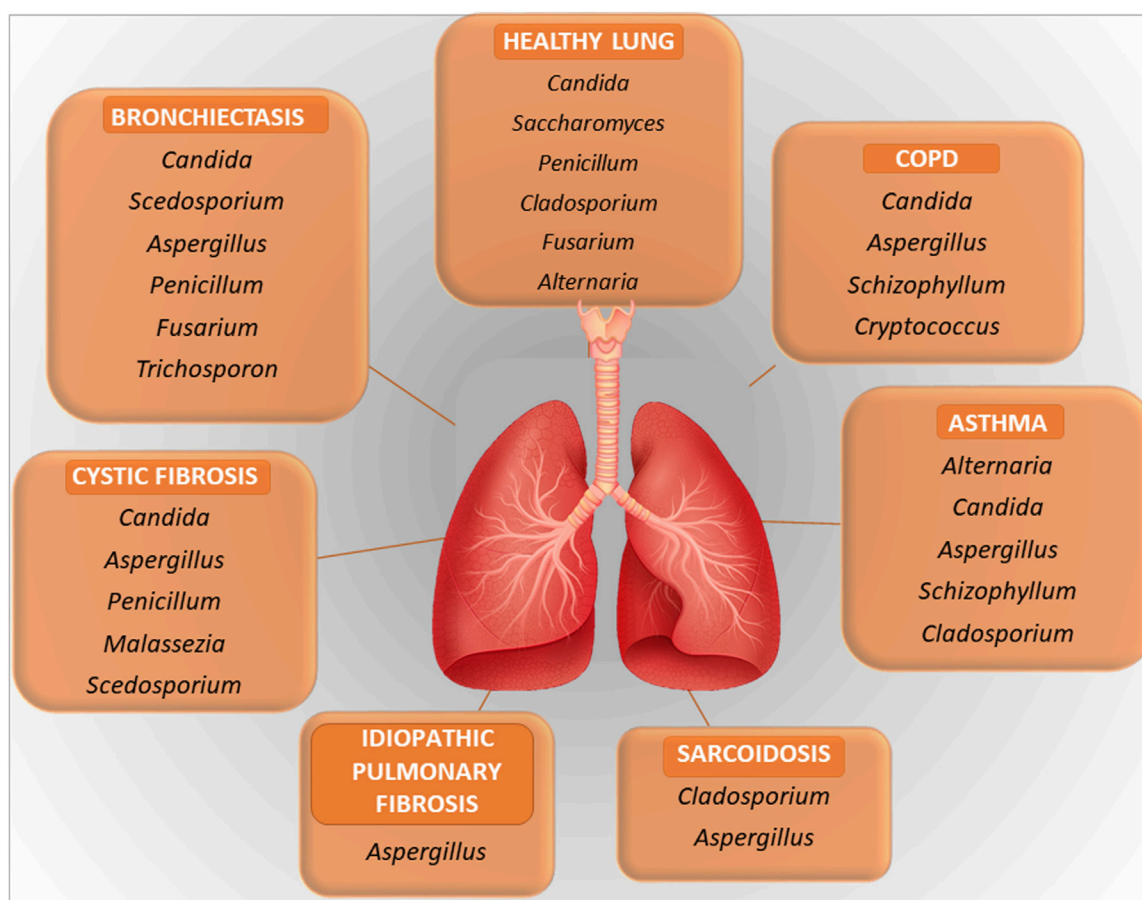 HEALTHY LUNG
Candida
Saccharomyces
Penicillum
Cladosporium
Fusarium
Alternaria
BRONCHIECTASIS
Candida
Scedosporium
Aspergillus
Penicillum
Fusarium
Trichosporon
COPD
Candida
Aspergillus
Schizophyllum
Cryptococcus
CYSTIC FIBROSIS
Candida
Aspergillus
Penicillum
Malassezia
Scedosporium
ASTHMA
Alternaria
Candida
Aspergillus
Schizophyllum
Cladosporium
IDIOPATHIC
PULMONARY
FIBROSIS
Aspergillus
SARCOIDOSIS
Cladosporium
Aspergillus